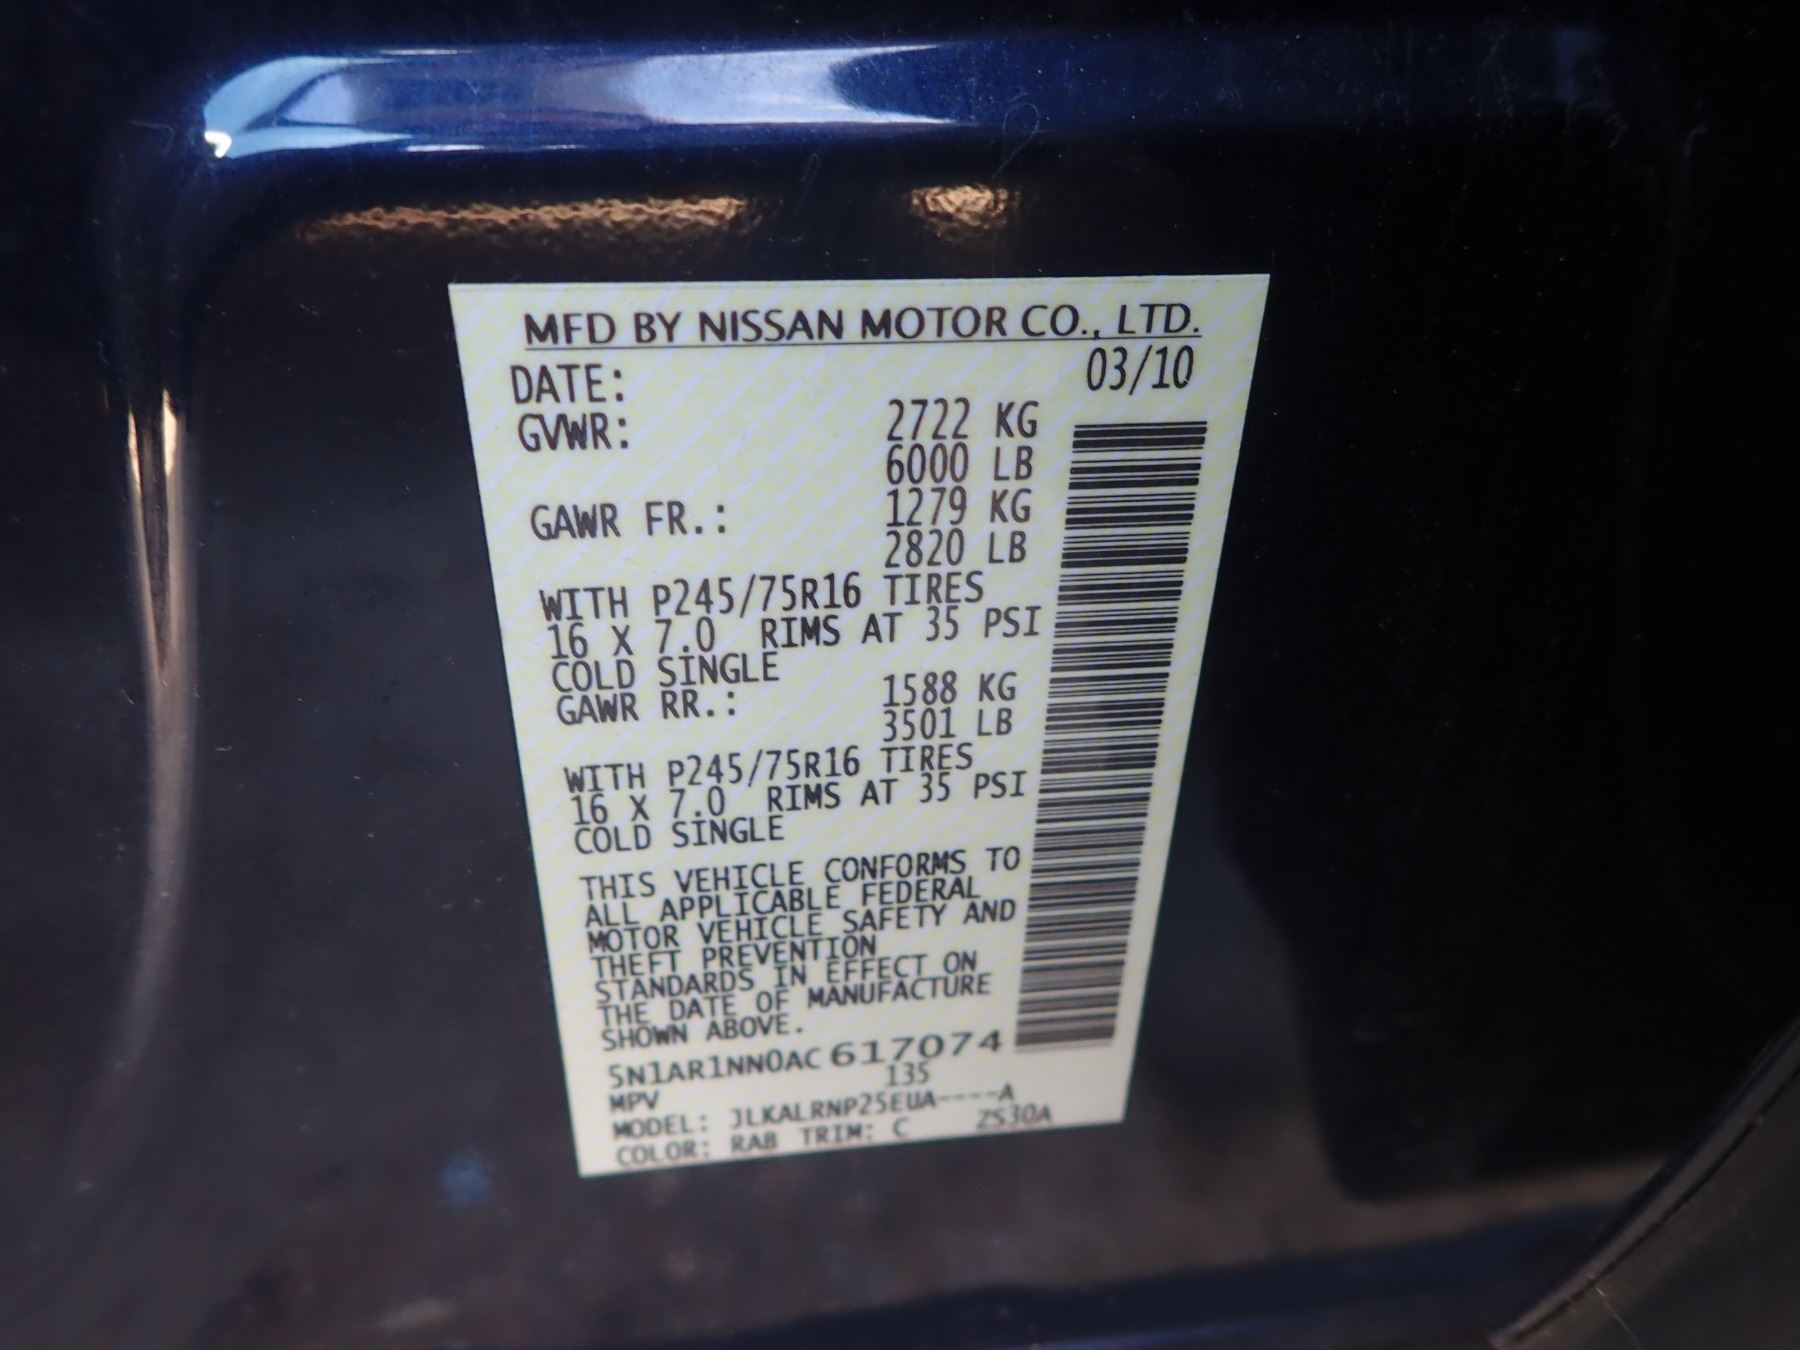 MFD BY NISSAN MOTOR CO., LTD.
DATE: 03/10
GVWR: 2722 KG
6000 LB
GAWR FR.: 1279 KG
2820 LB
WITH P245/75R16 TIRES
16 X 7.0 RIMS AT 35 PSI
COLD SINGLE
GAWR RR.: 1588 KG
3501 LB
WITH P245/75R16 TIRES
16 X 7.0 RIMS AT 35 PSI
COLD SINGLE
THIS VEHICLE CONFORMS TO
ALL APPLICABLE FEDERAL
MOTOR VEHICLE SAFETY AND
THEFT PREVENTION
STANDARDS IN EFFECT ON
THE DATE OF MANUFACTURE
SHOWN ABOVE.
5N1AR1NN0AC 617074
MPV 135
MODEL: JLKALRNP25EUA----A
COLOR: RAB TRIM: C ZS30A